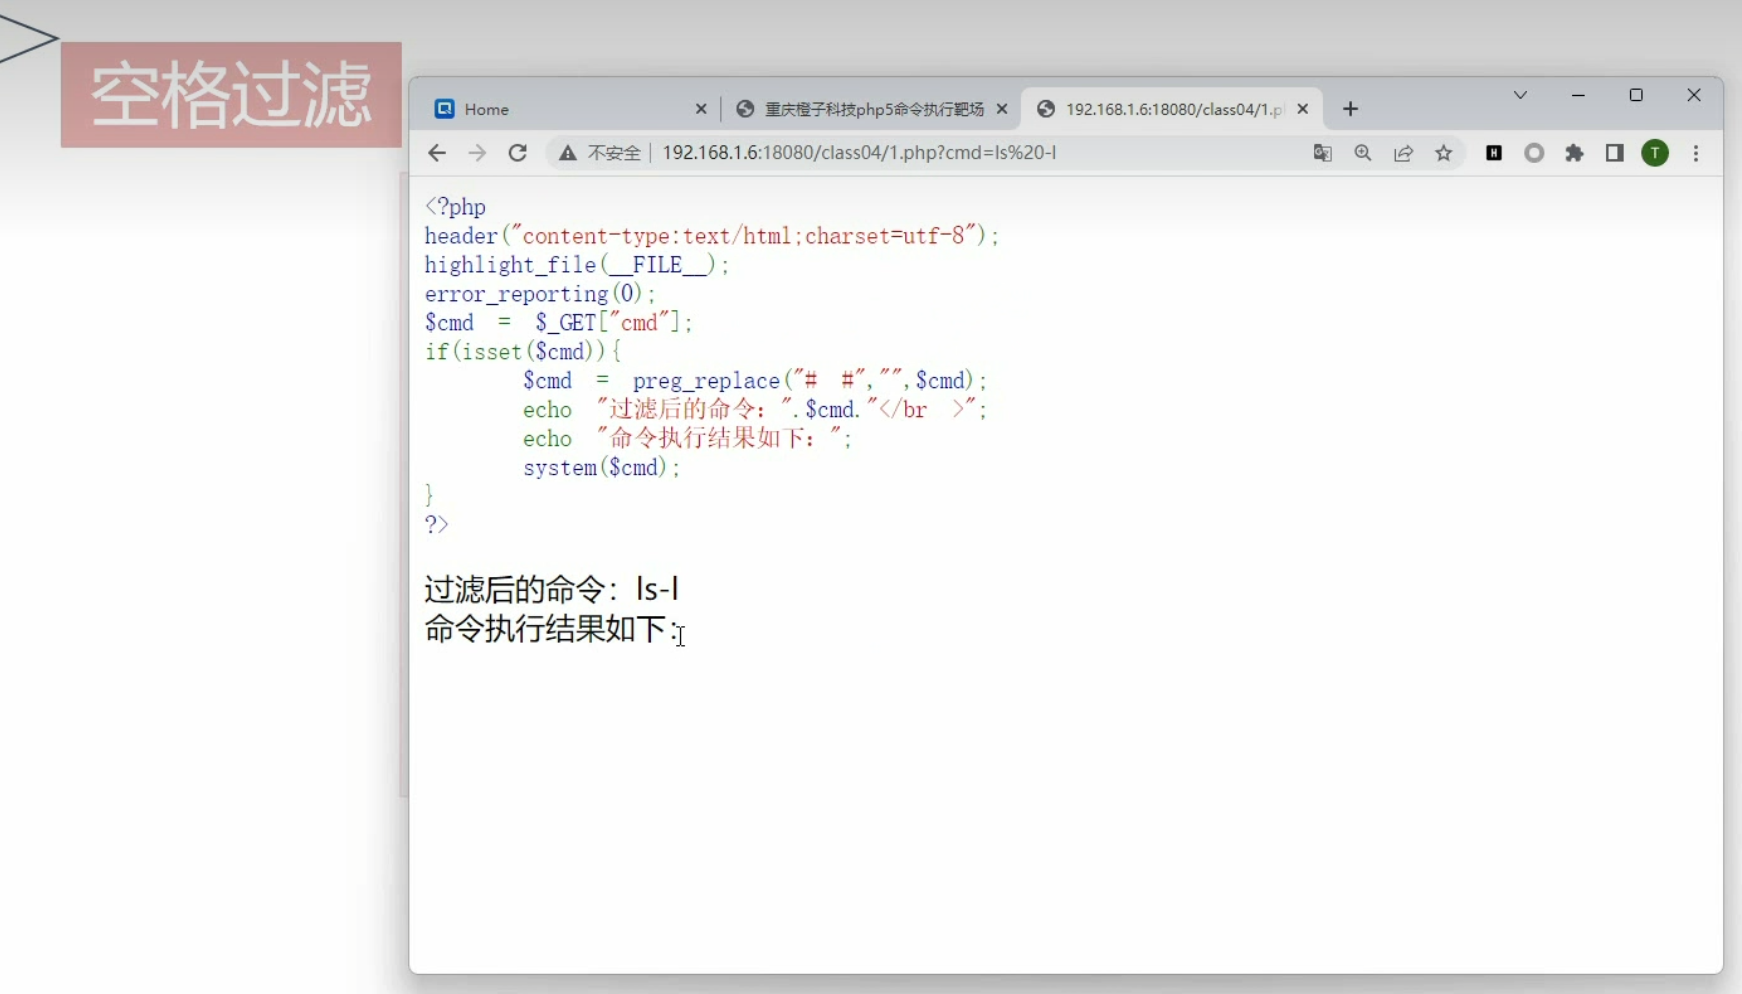 空格过滤
Home
重庆橙子科技php5命令执行靶场
192.168.1.6:18080/class04/1.p
不安全
192.168.1.6:18080/class04/1.php?cmd=ls%20-l
T
<?php
header("content-type:text/html;charset=utf-8");
highlight_file(__FILE__);
error_reporting(0);
$cmd = $_GET["cmd"];
if(isset($cmd)){
$cmd = preg_replace("# #","",$cmd);
echo "过滤后的命令：".$cmd."</br >";
echo "命令执行结果如下：";
system($cmd);
}
?>
过滤后的命令：ls-l
命令执行结果如下：